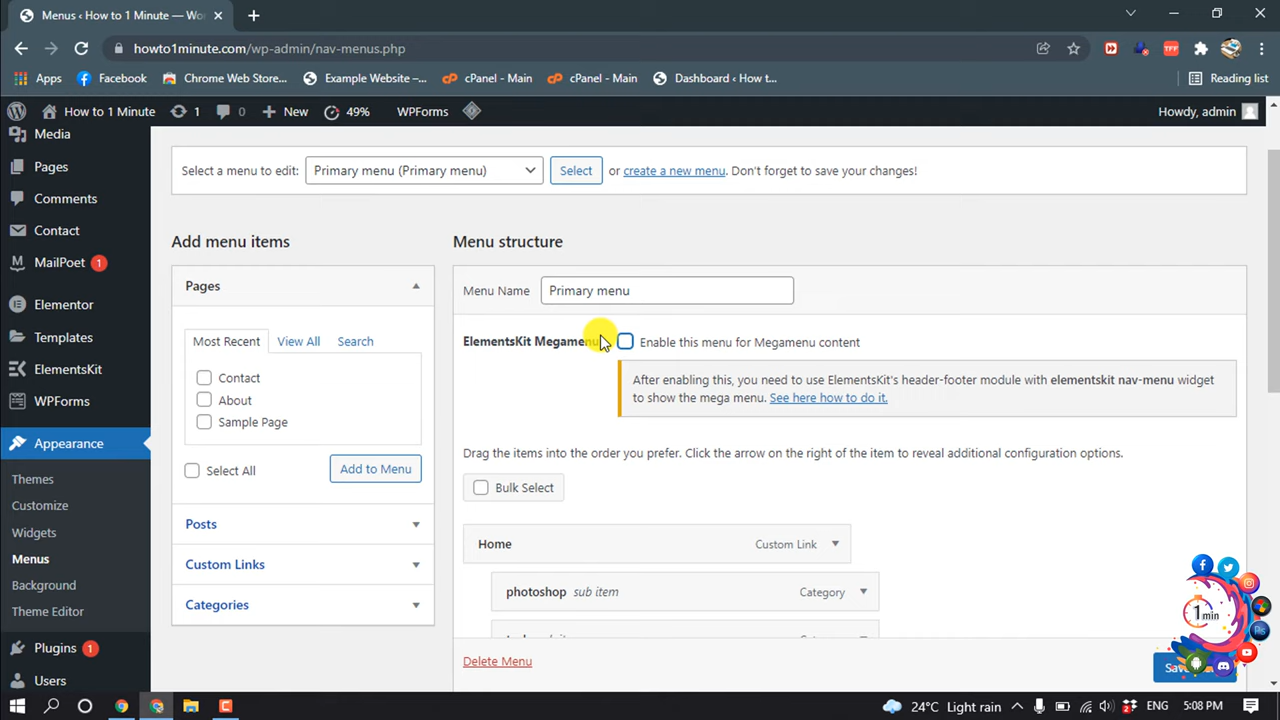 Menus ‹ How to 1 Minute — Wor
howto1minute.com/wp-admin/nav-menus.php
TFP
Apps
Facebook
Chrome Web Store...
Example Website –...
cPanel - Main
cPanel - Main
Dashboard ‹ How t...
Reading list
How to 1 Minute
1
0
New
49%
WPForms
Howdy, admin
Media
Pages
Comments
Contact
MailPoet 1
Elementor
Templates
ElementsKit
WPForms
Appearance
Themes
Customize
Widgets
Menus
Background
Theme Editor
Plugins 1
Users
Select a menu to edit: Primary menu (Primary menu) Select or create a new menu. Don't forget to save your changes!
Add menu items
Pages
Most Recent View All Search
Contact
About
Sample Page
Select All Add to Menu
Posts
Custom Links
Categories
Menu structure
Menu Name Primary menu
ElementsKit Megamenu Enable this menu for Megamenu content
After enabling this, you need to use ElementsKit's header-footer module with elementskit nav-menu widget
to show the mega menu. See here how to do it.
Drag the items into the order you prefer. Click the arrow on the right of the item to reveal additional configuration options.
Bulk Select
Home Custom Link
photoshop sub item Category
Delete Menu
1 min
Ps
24°C Light rain
ENG
5:08 PM